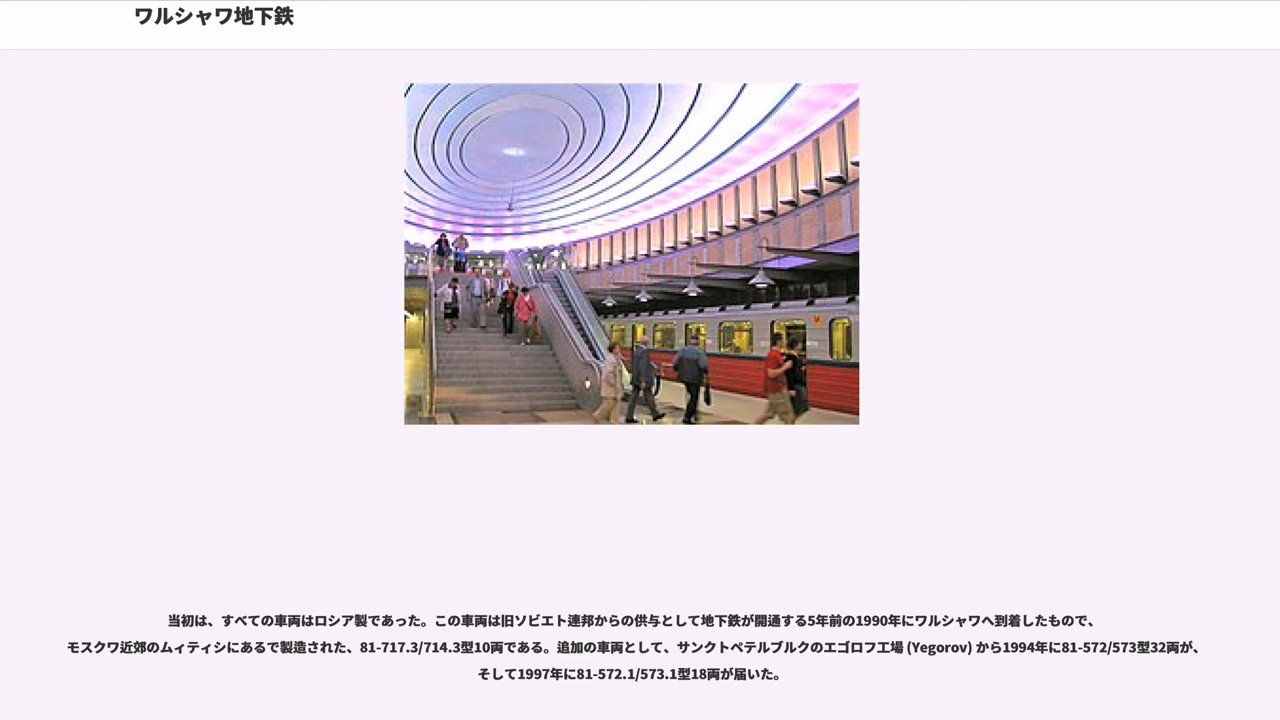 ワルシャワ地下鉄
当初は、すべての車両はロシア製であった。この車両は旧ソビエト連邦からの供与として地下鉄が開通する5年前の1990年にワルシャワへ到着したもので、
モスクワ近郊のムィティシにあるで製造された、81-717.3/714.3型10両である。追加の車両として、サンクトペテルブルクのエゴロフ工場 (Yegorov) から1994年に81-572/573型32両が、
そして1997年に81-572.1/573.1型18両が届いた。